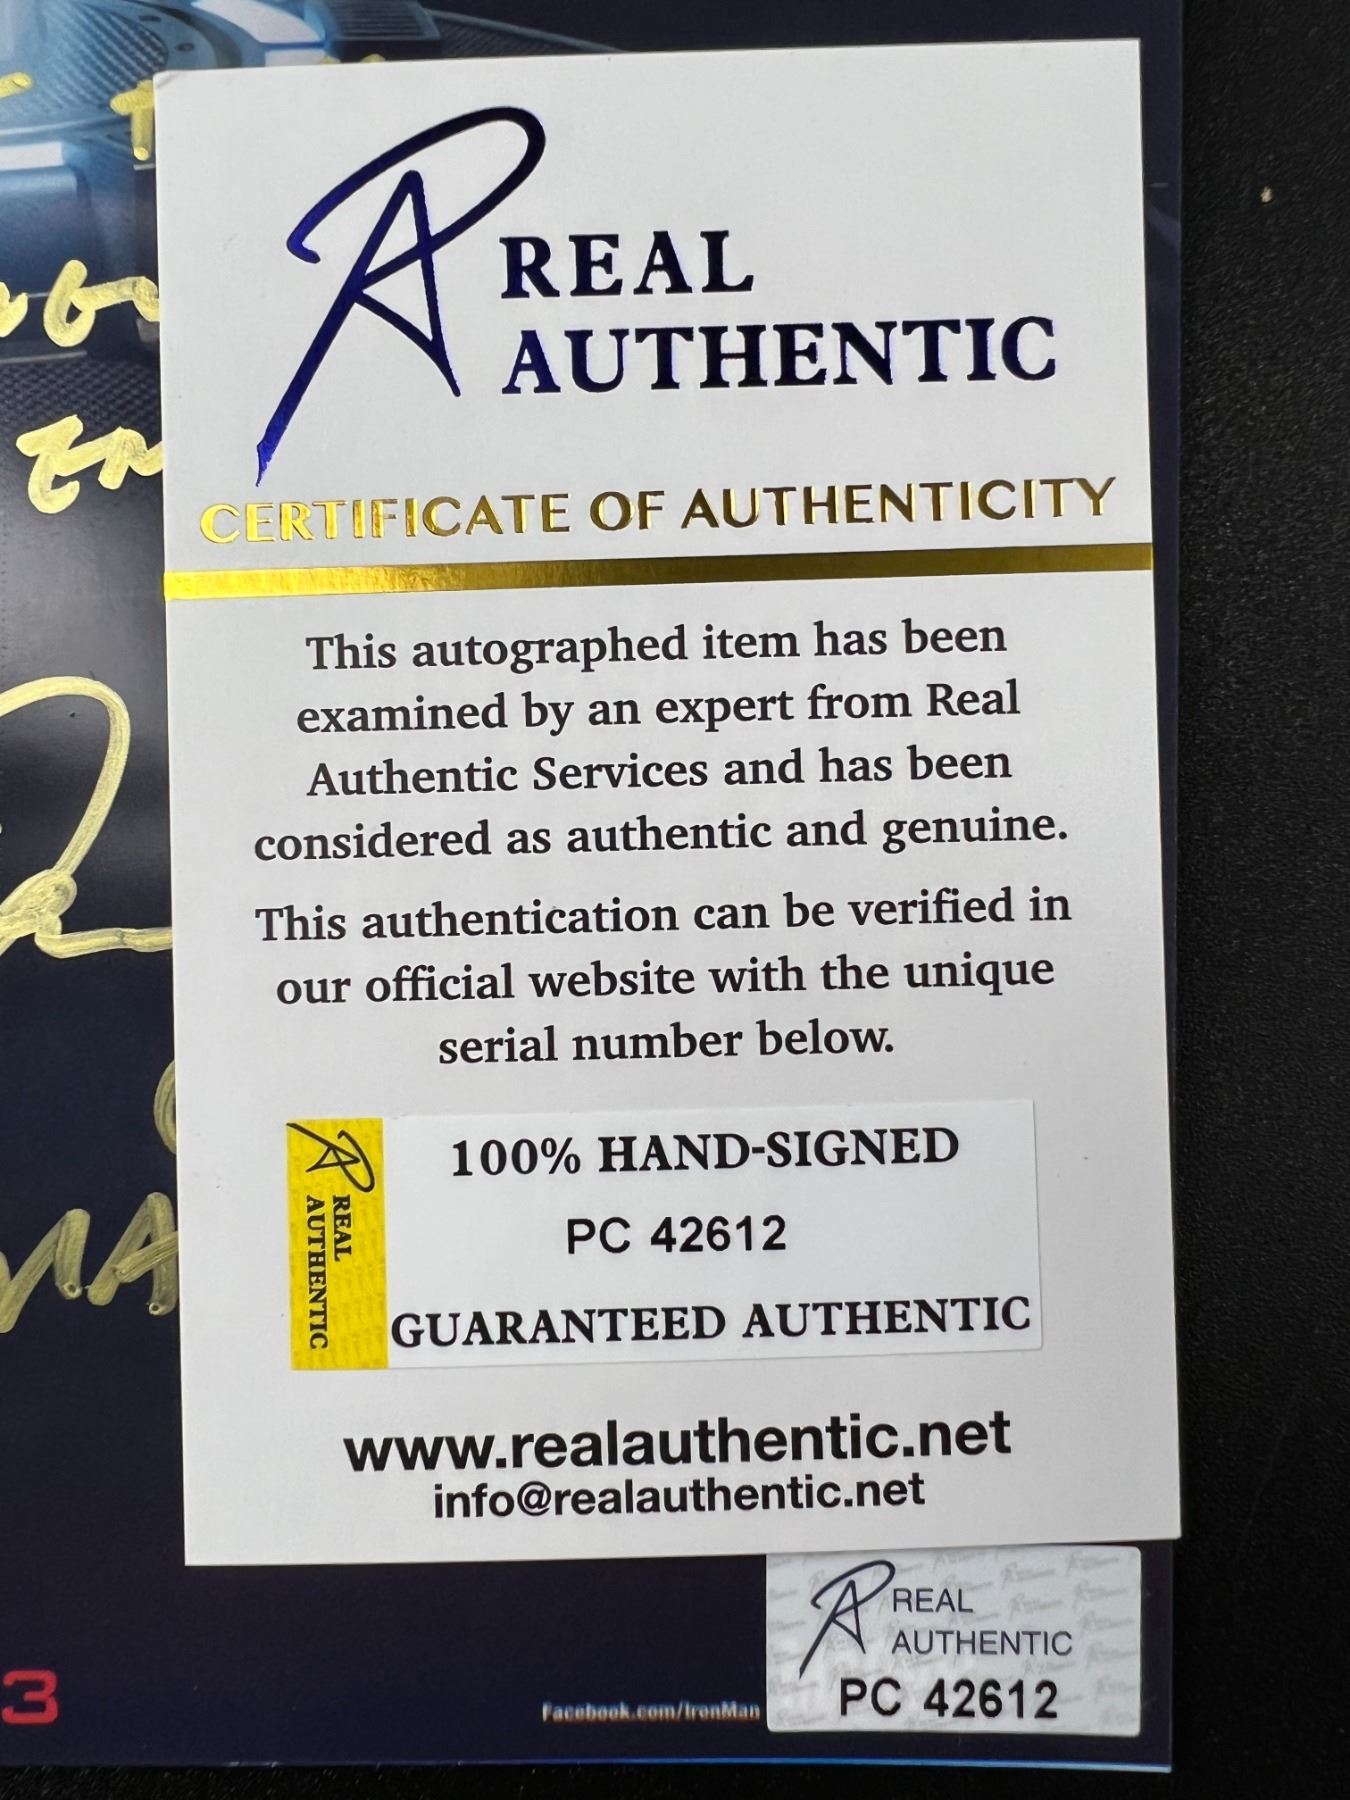 REAL
AUTHENTIC
CERTIFICATE OF AUTHENTICITY
This autographed item has been
examined by an expert from Real
Authentic Services and has been
considered as authentic and genuine.
This authentication can be verified in
our official website with the unique
serial number below.
REAL
AUTHENTIC
100% HAND-SIGNED
PC 42612
GUARANTEED AUTHENTIC
www.realauthentic.net
info@realauthentic.net
REAL
AUTHENTIC
PC 42612
3
Facebook.com/IronMan